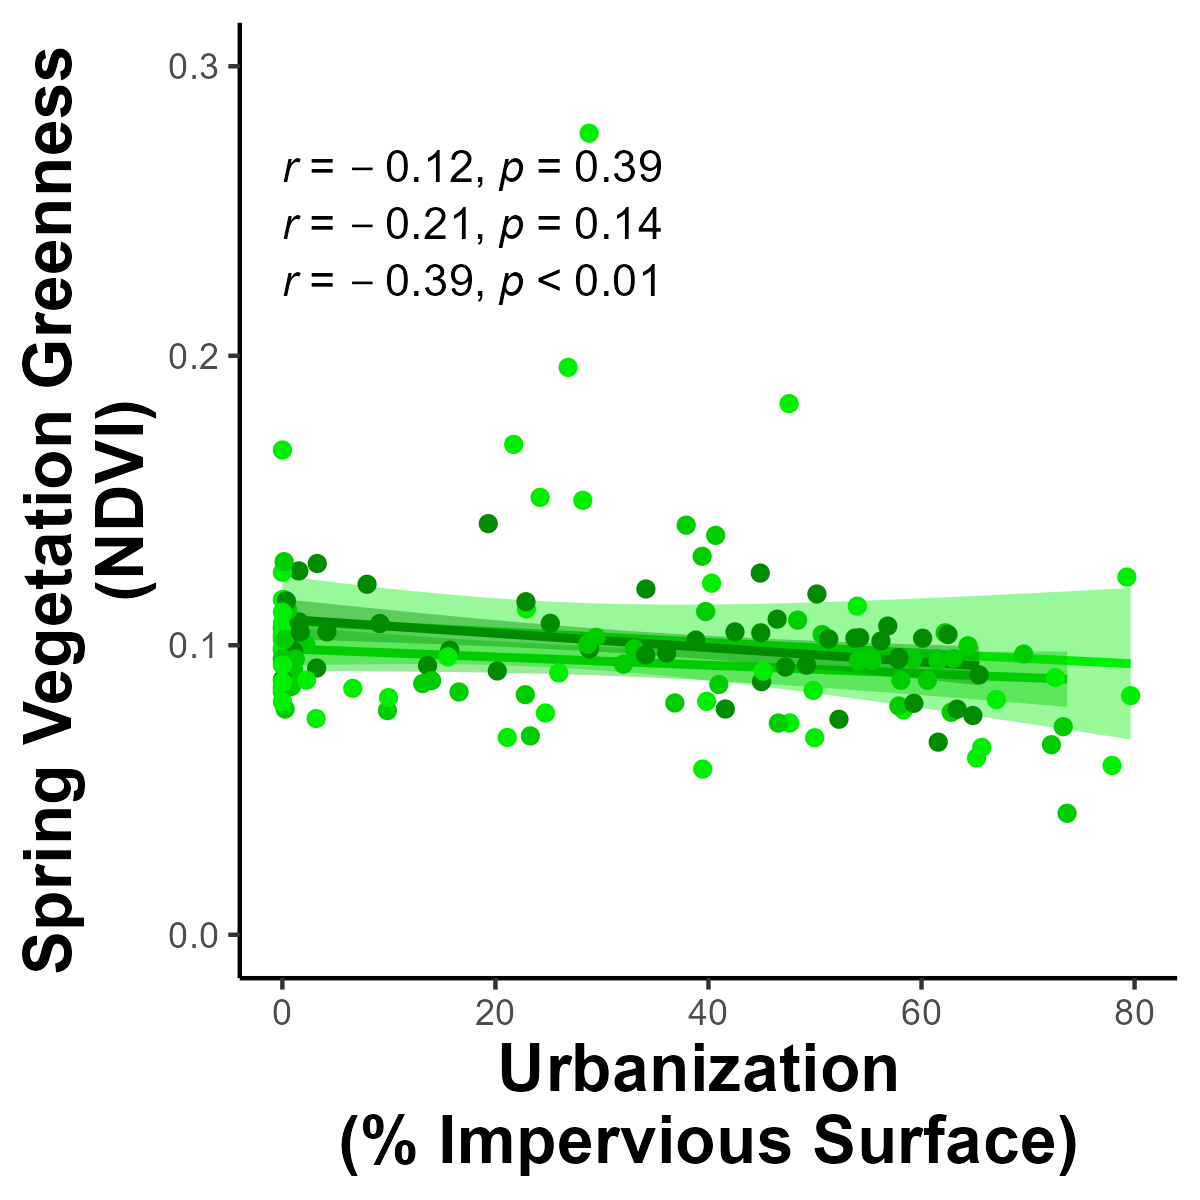 Spring Vegetation Greenness
(NDVI)
0.3
0.2
0.1
0.0
r = − 0.12, p = 0.39
r = − 0.21, p = 0.14
r = − 0.39, p < 0.01
0 20 40 60 80
Urbanization
(% Impervious Surface)